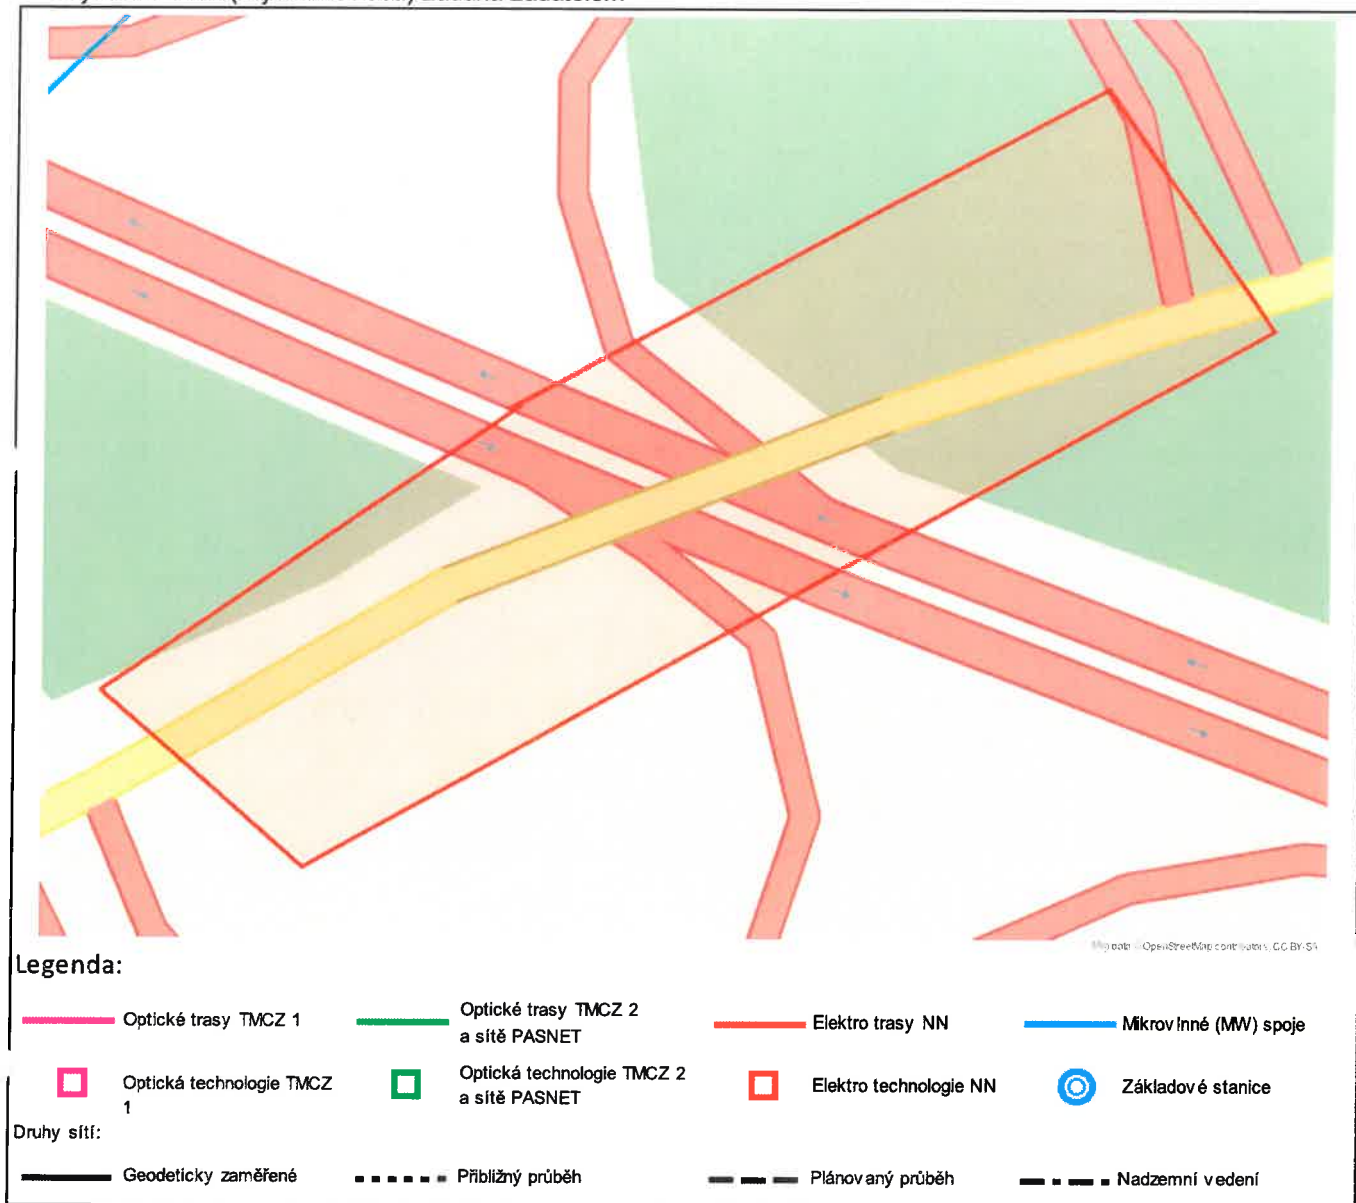 Legenda:
Optické trasy TMCZ 1
Optické trasy TMCZ 2
a sítě PASNET
Elektro trasy NN
Mikrovlnné (MW) spoje
Optická technologie TMCZ
1
Optická technologie TMCZ 2
a sítě PASNET
Elektro technologie NN
Základové stanice
Druhy sítí:
Geodeticky zaměřené
Přibližný průběh
Plánovaný průběh
Nadzemní vedení